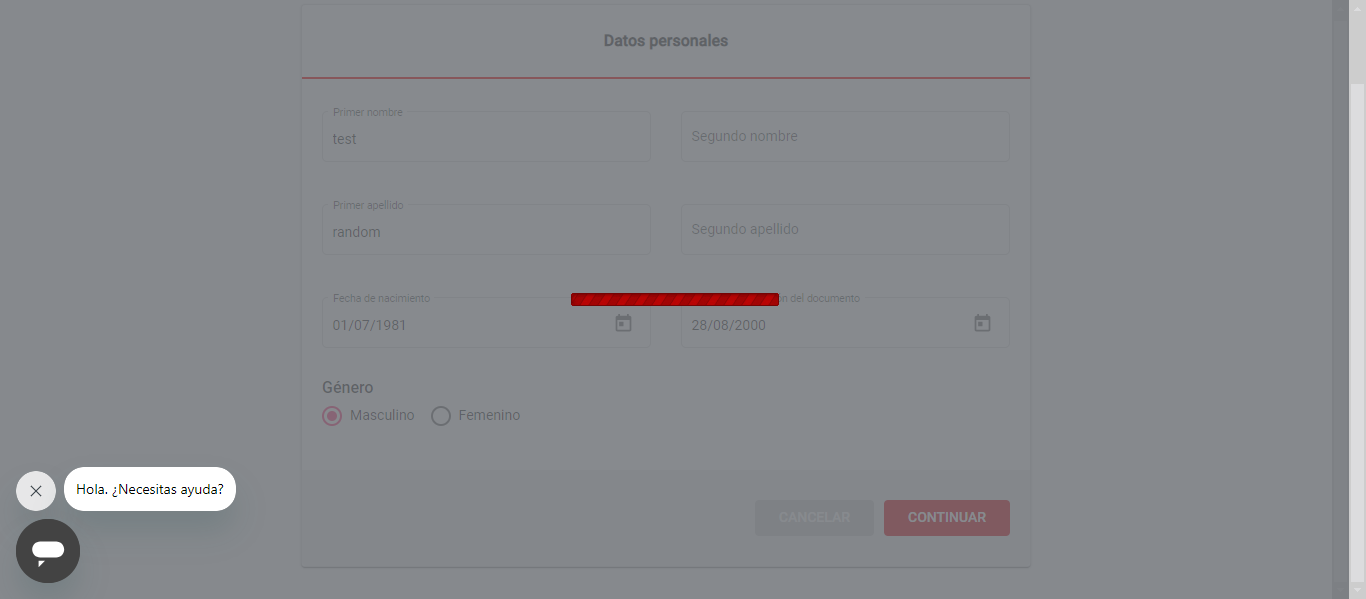 Datos personales
Primer nombre
test
Segundo nombre
Primer apellido
random
Segundo apellido
Fecha de nacimiento
01/07/1981
del documento
28/08/2000
Género
Masculino Femenino
Hola. ¿Necesitas ayuda?
CANCELAR CONTINUAR